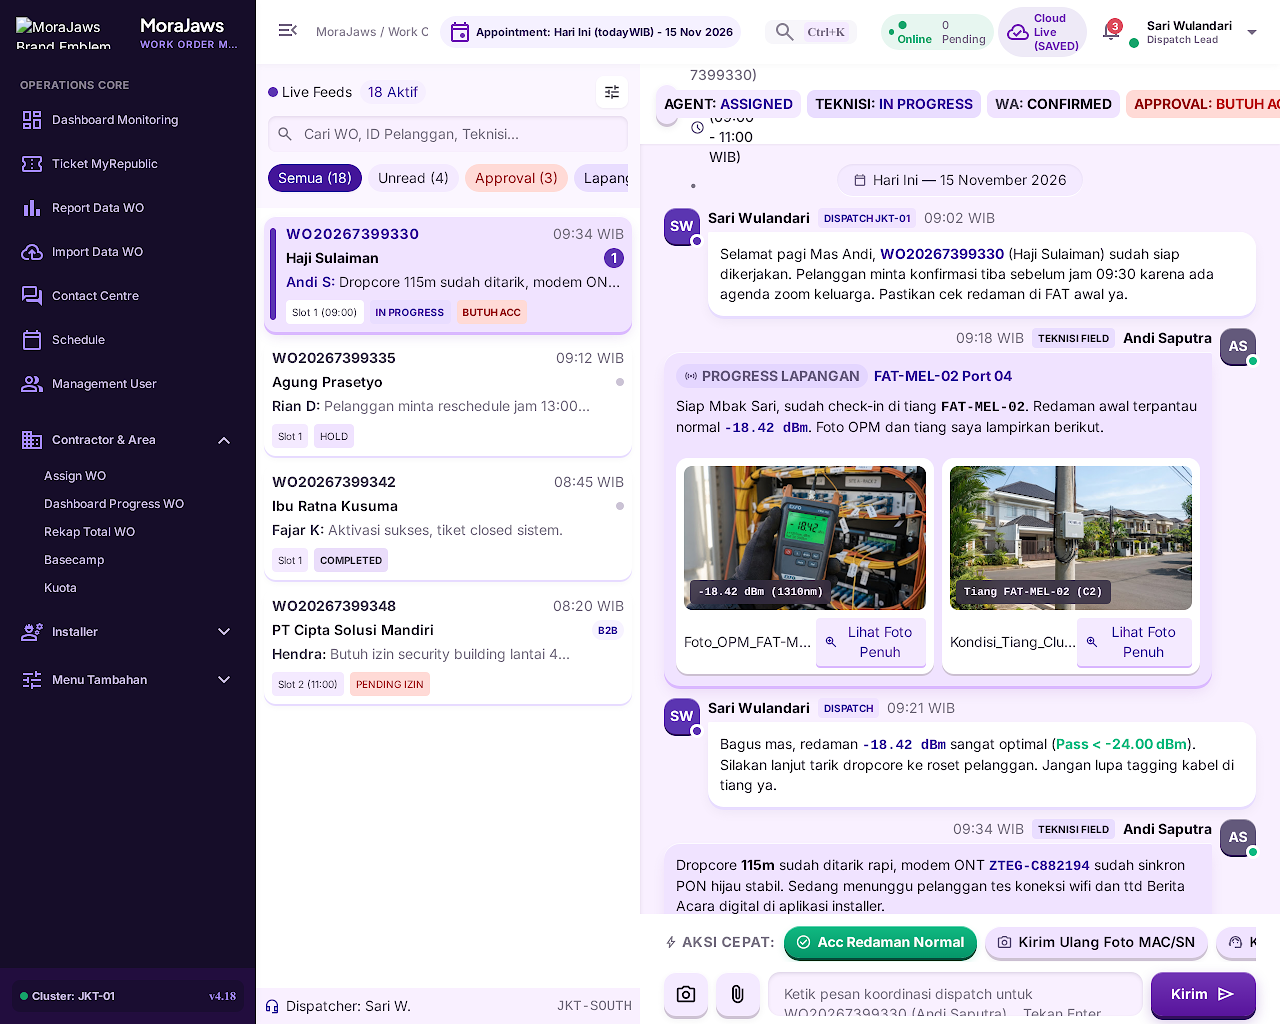 MoraJaws
Brand Emblem
MoraJaws
WORK ORDER M...
OPERATIONS CORE
Dashboard Monitoring
Ticket MyRepublic
Report Data WO
Import Data WO
Contact Centre
Schedule
Management User
Contractor & Area
Assign WO
Dashboard Progress WO
Rekap Total WO
Basecamp
Kuota
Installer
Menu Tambahan
Cluster: JKT-01
v4.18
MoraJaws / Work C
Appointment: Hari Ini (todayWIB) - 15 Nov 2026
Ctrl+K
Online
0 Pending
Cloud Live (SAVED)
3
Sari Wulandari
Dispatch Lead
Live Feeds
18 Aktif
Cari WO, ID Pelanggan, Teknisi...
Semua (18)
Unread (4)
Approval (3)
Lapang
WO20267399330
09:34 WIB
Haji Sulaiman
1
Andi S: Dropcore 115m sudah ditarik, modem ON...
Slot 1 (09:00)
IN PROGRESS
BUTUH ACC
WO20267399335
09:12 WIB
Agung Prasetyo
Rian D: Pelanggan minta reschedule jam 13:00...
Slot 1
HOLD
WO20267399342
08:45 WIB
Ibu Ratna Kusuma
Fajar K: Aktivasi sukses, tiket closed sistem.
Slot 1
COMPLETED
WO20267399348
08:20 WIB
PT Cipta Solusi Mandiri
B2B
Hendra: Butuh izin security building lantai 4...
Slot 2 (11:00)
PENDING IZIN
Dispatcher: Sari W.
JKT-SOUTH
7399330)
AGENT: ASSIGNED
TEKNISI: IN PROGRESS
WA: CONFIRMED
APPROVAL: BUTUH AC
(09:00
- 11:00
WIB)
•
Hari Ini — 15 November 2026
SW
Sari Wulandari
DISPATCH JKT-01
09:02 WIB
Selamat pagi Mas Andi, WO20267399330 (Haji Sulaiman) sudah siap
dikerjakan. Pelanggan minta konfirmasi tiba sebelum jam 09:30 karena ada
agenda zoom keluarga. Pastikan cek redaman di FAT awal ya.
09:18 WIB
TEKNISI FIELD
Andi Saputra
AS
PROGRESS LAPANGAN
FAT-MEL-02 Port 04
Siap Mbak Sari, sudah check-in di tiang FAT-MEL-02. Redaman awal terpantau
normal -18.42 dBm. Foto OPM dan tiang saya lampirkan berikut.
EXFO
-18.42
-18.42 dBm (1310nm)
Tiang FAT-MEL-02 (C2)
Foto_OPM_FAT-M...
Lihat Foto
Penuh
Kondisi_Tiang_Clu...
Lihat Foto
Penuh
SW
Sari Wulandari
DISPATCH
09:21 WIB
Bagus mas, redaman -18.42 dBm sangat optimal (Pass < -24.00 dBm).
Silakan lanjut tarik dropcore ke roset pelanggan. Jangan lupa tagging kabel di
tiang ya.
09:34 WIB
TEKNISI FIELD
Andi Saputra
AS
Dropcore 115m sudah ditarik rapi, modem ONT ZTEG-C882194 sudah sinkron
PON hijau stabil. Sedang menunggu pelanggan tes koneksi wifi dan ttd Berita
Acara digital di aplikasi installer.
AKSI CEPAT:
Acc Redaman Normal
Kirim Ulang Foto MAC/SN
K
Ketik pesan koordinasi dispatch untuk
WO20267399330 (Andi Saputra)... Tekan Enter
Kirim